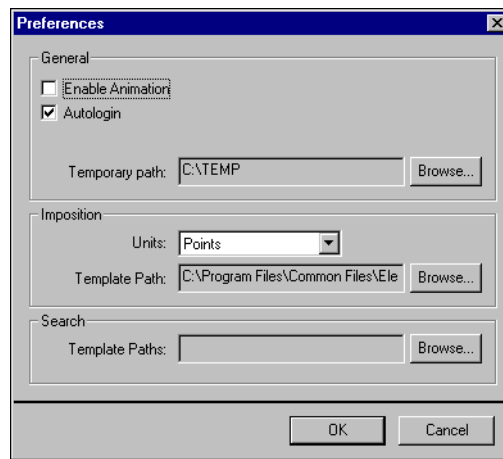 Preferences
General
Enable Animation
Autologin
Temporary path: C:\TEMP Browse...
Imposition
Units: Points
Template Path: C:\Program Files\Common Files\Ele Browse...
Search
Template Paths: Browse...
OK Cancel